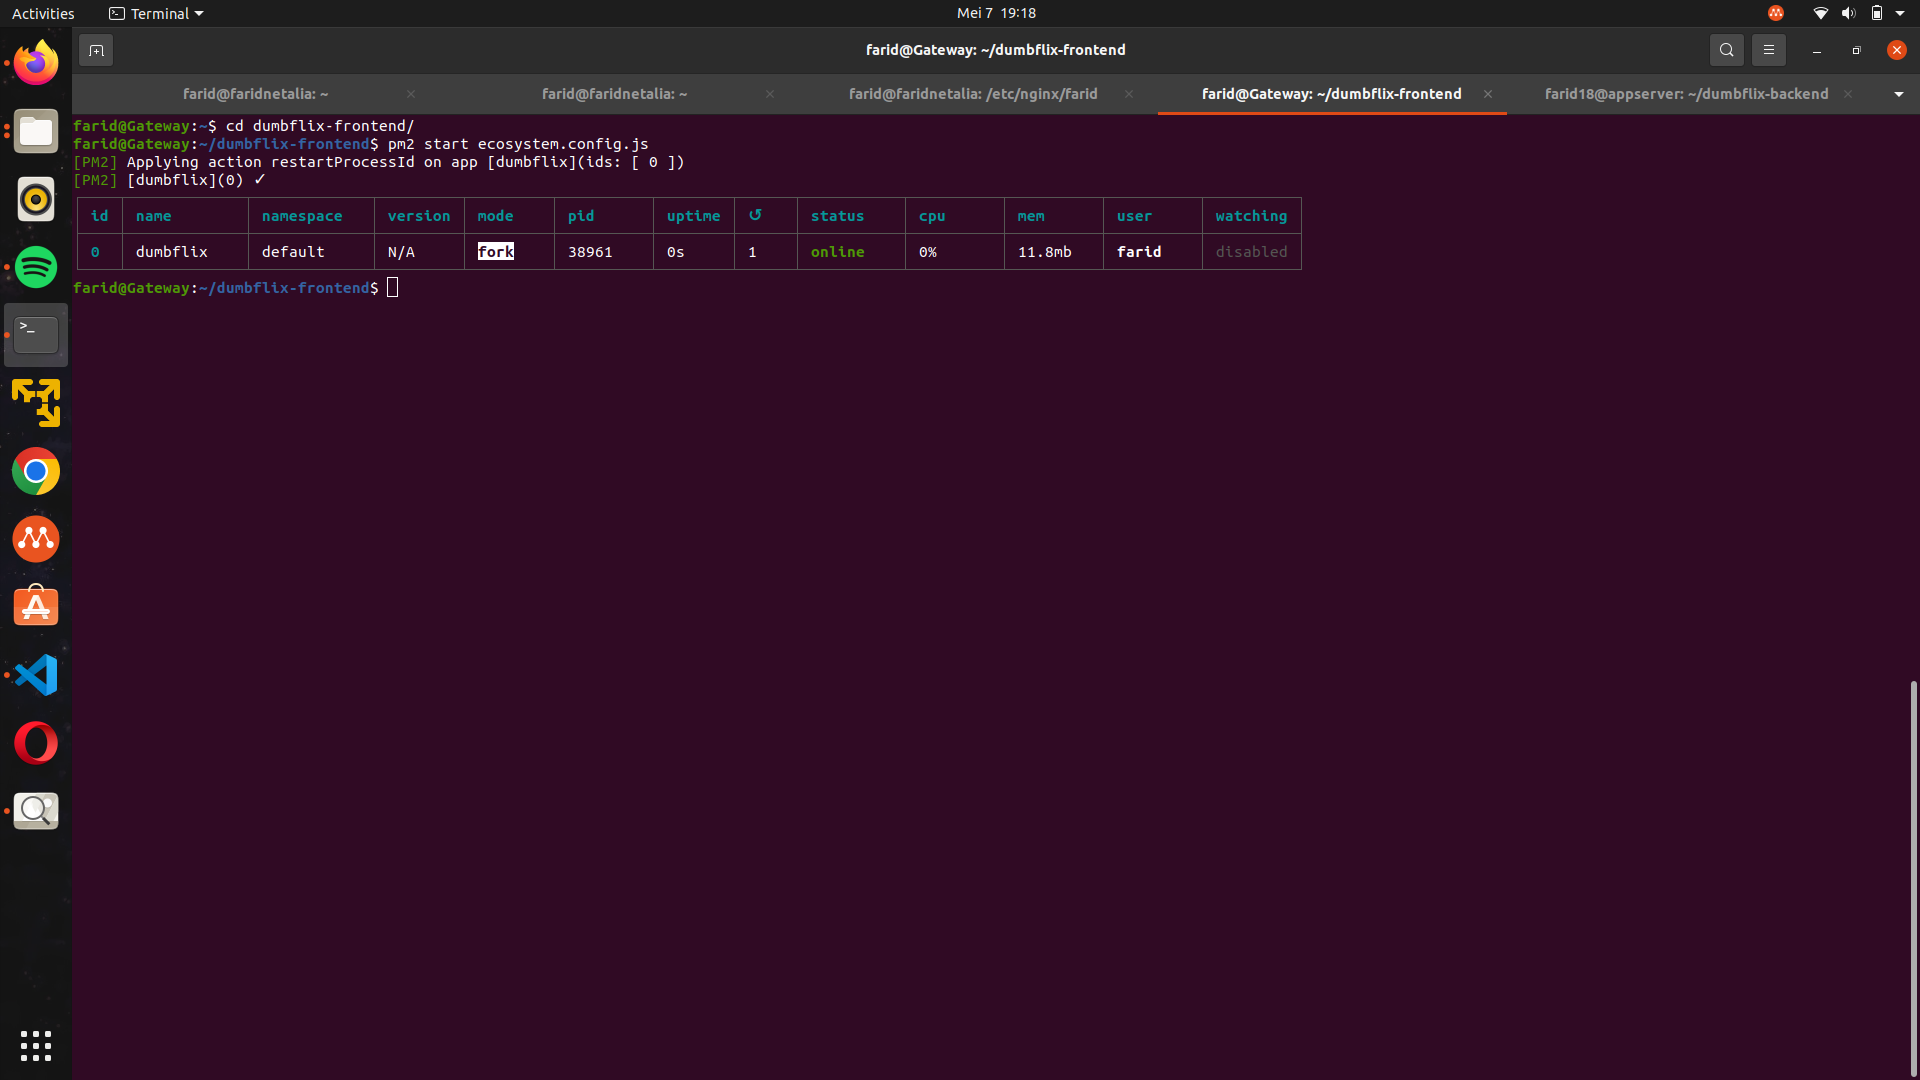 Activities
Terminal
Mei 7 19:18
farid@Gateway: ~/dumbflix-frontend
farid@faridnetalia: ~
farid@faridnetalia: ~
farid@faridnetalia: /etc/nginx/farid
farid@Gateway: ~/dumbflix-frontend
farid18@appserver: ~/dumbflix-backend
farid@Gateway:~$ cd dumbflix-frontend/
farid@Gateway:~/dumbflix-frontend$ pm2 start ecosystem.config.js
[PM2] Applying action restartProcessId on app [dumbflix](ids: [ 0 ])
[PM2] [dumbflix](0) ✓
id name namespace version mode pid uptime ↺ status cpu mem user watching
0 dumbflix default N/A fork 38961 0s 1 online 0% 11.8mb farid disabled
farid@Gateway:~/dumbflix-frontend$